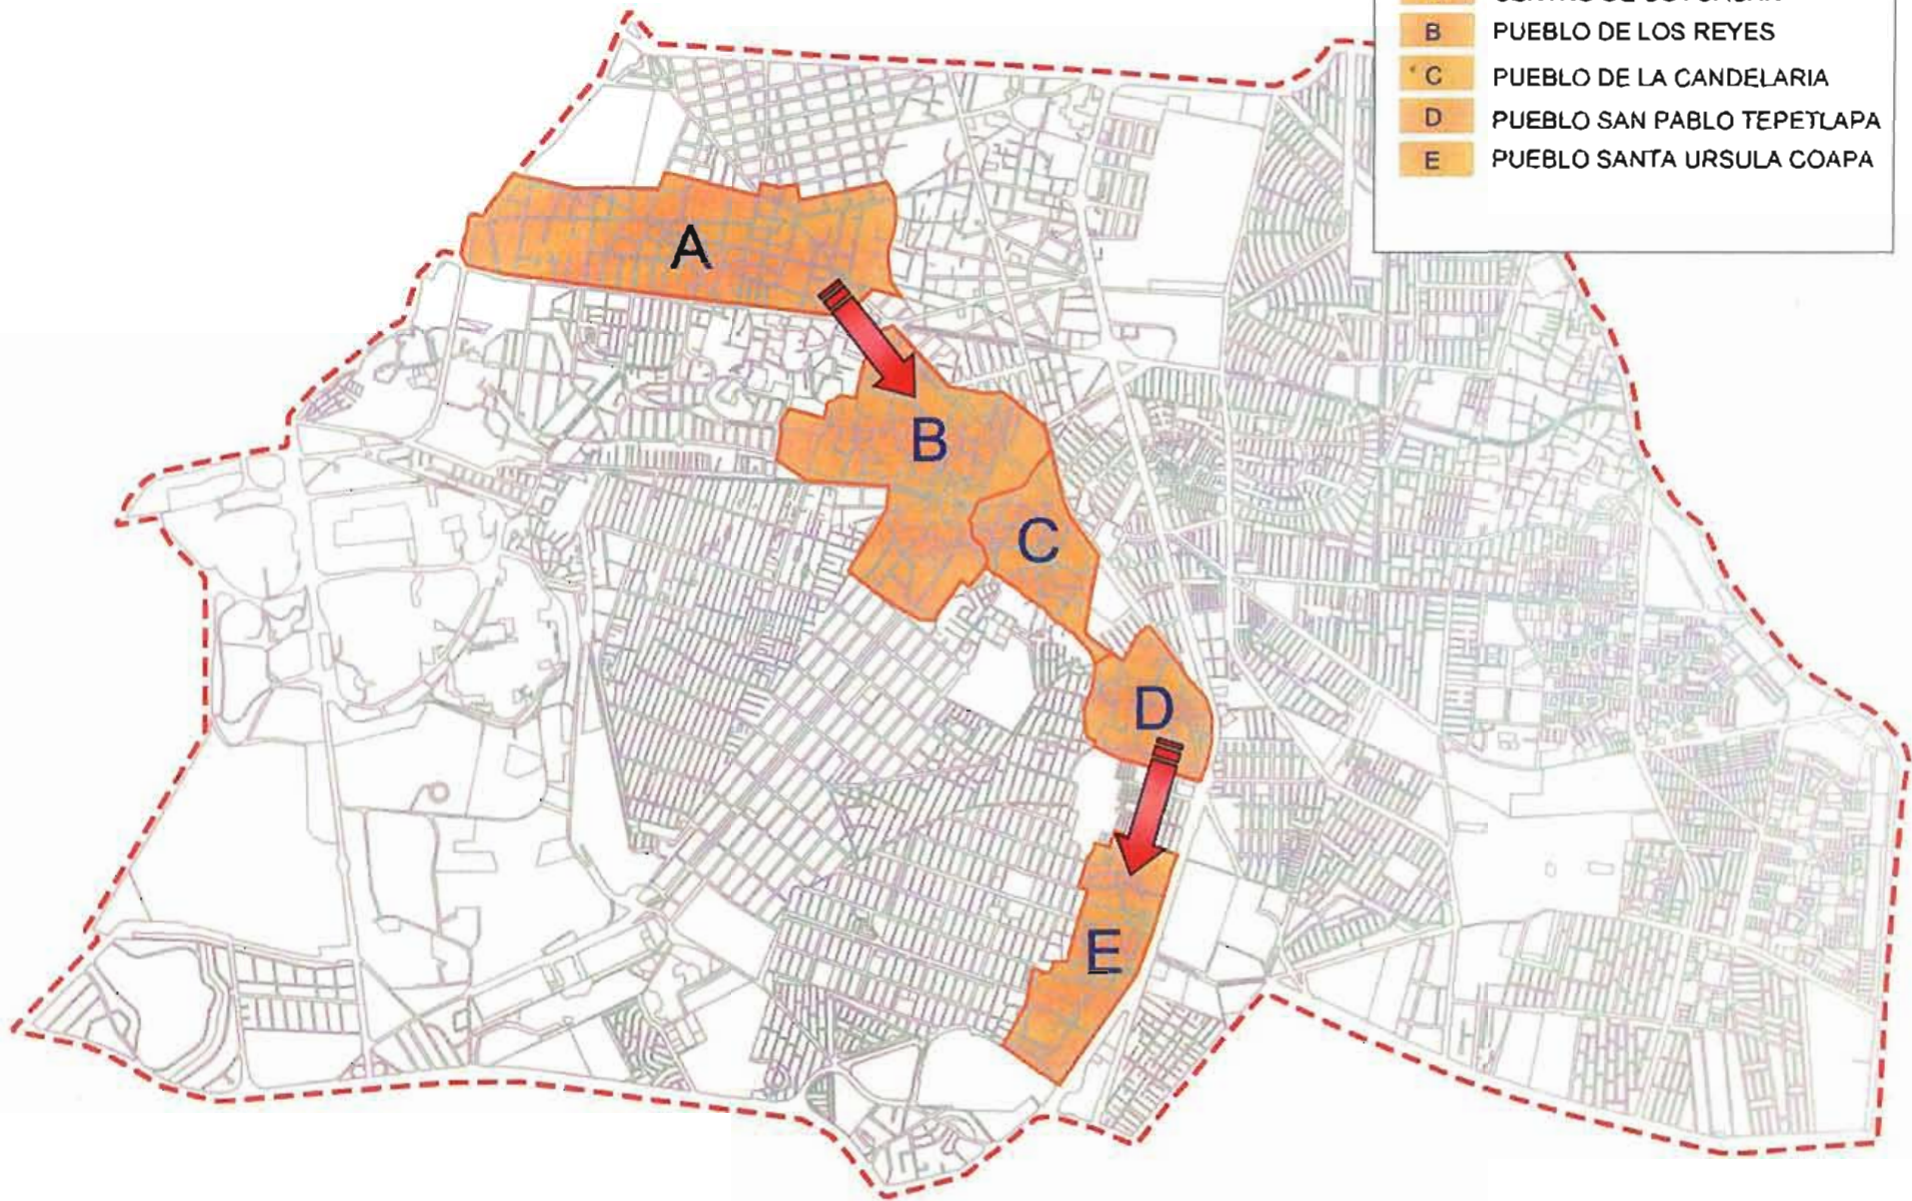 B PUEBLO DE LOS REYES
C PUEBLO DE LA CANDELARIA
D PUEBLO SAN PABLO TEPETLAPA
E PUEBLO SANTA URSULA COAPA
A
B
C
D
E